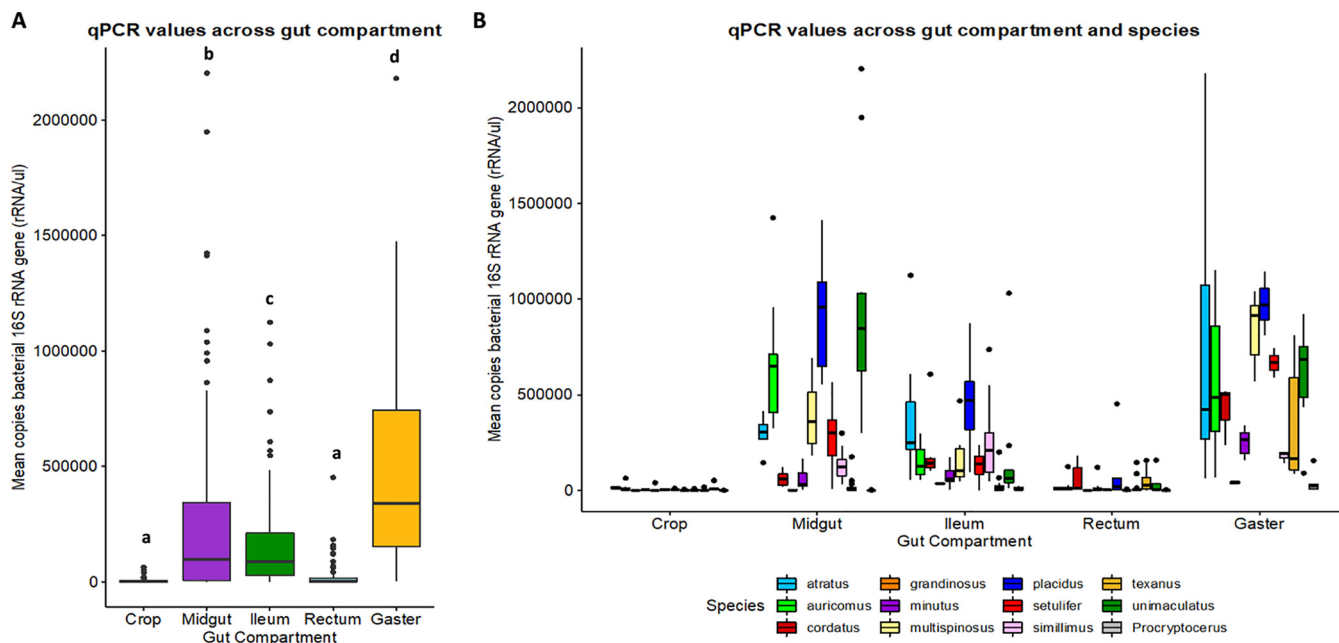 A
qPCR values across gut compartment
Mean copies bacterial 16S rRNA gene (rRNA/ul)
2000000
1500000
1000000
500000
0
a
b
c
a
d
Crop Midgut Ileum Rectum Gaster
Gut Compartment
B
qPCR values across gut compartment and species
Mean copies bacterial 16S rRNA gene (rRNA/ul)
2000000
1500000
1000000
500000
0
Crop Midgut Ileum Rectum Gaster
Gut Compartment
Species
atratus grandinosus placidus texanus
auricomus minutus setulifer unimaculatus
cordatus multispinosus simillimus Procryptocerus